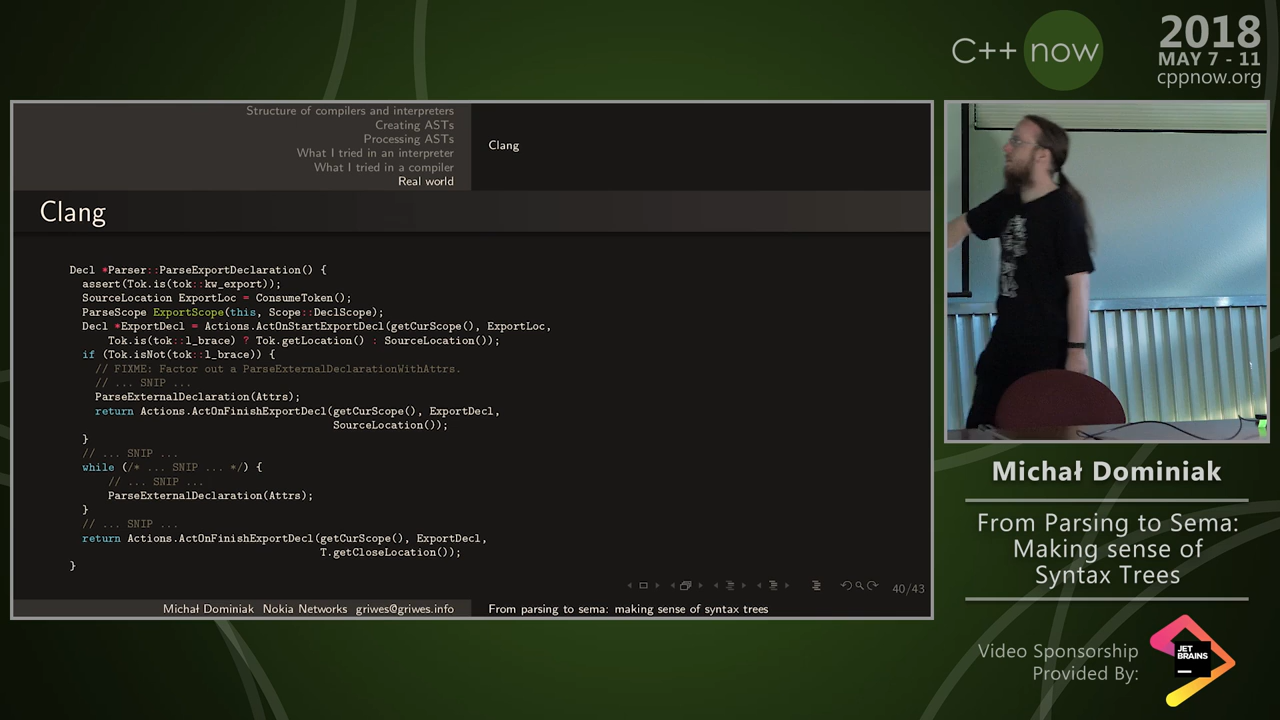 C++ now
2018
MAY 7 - 11
cppnow.org
Structure of compilers and interpreters
Creating ASTs
Processing ASTs
What I tried in an interpreter
What I tried in a compiler
Real world
Clang
Clang
Decl *Parser::ParseExportDeclaration() {
assert(Tok.is(tok::kw_export));
SourceLocation ExportLoc = ConsumeToken();
ParseScope ExportScope(this, Scope::DeclScope);
Decl *ExportDecl = Actions.ActOnStartExportDecl(getCurScope(), ExportLoc,
Tok.is(tok::l_brace) ? Tok.getLocation() : SourceLocation());
if (Tok.isNot(tok::l_brace)) {
// FIXME: Factor out a ParseExternalDeclarationWithAttrs.
// ... SNIP ...
ParseExternalDeclaration(Attrs);
return Actions.ActOnFinishExportDecl(getCurScope(), ExportDecl,
SourceLocation());
}
// ... SNIP ...
while (/* ... SNIP ... */) {
// ... SNIP ...
ParseExternalDeclaration(Attrs);
}
// ... SNIP ...
return Actions.ActOnFinishExportDecl(getCurScope(), ExportDecl,
T.getCloseLocation());
}
40/43
Michał Dominiak Nokia Networks griwes@griwes.info
From parsing to sema: making sense of syntax trees
Michał Dominiak
From Parsing to Sema:
Making sense of
Syntax Trees
Video Sponsorship
Provided By:
JET
BRAINS